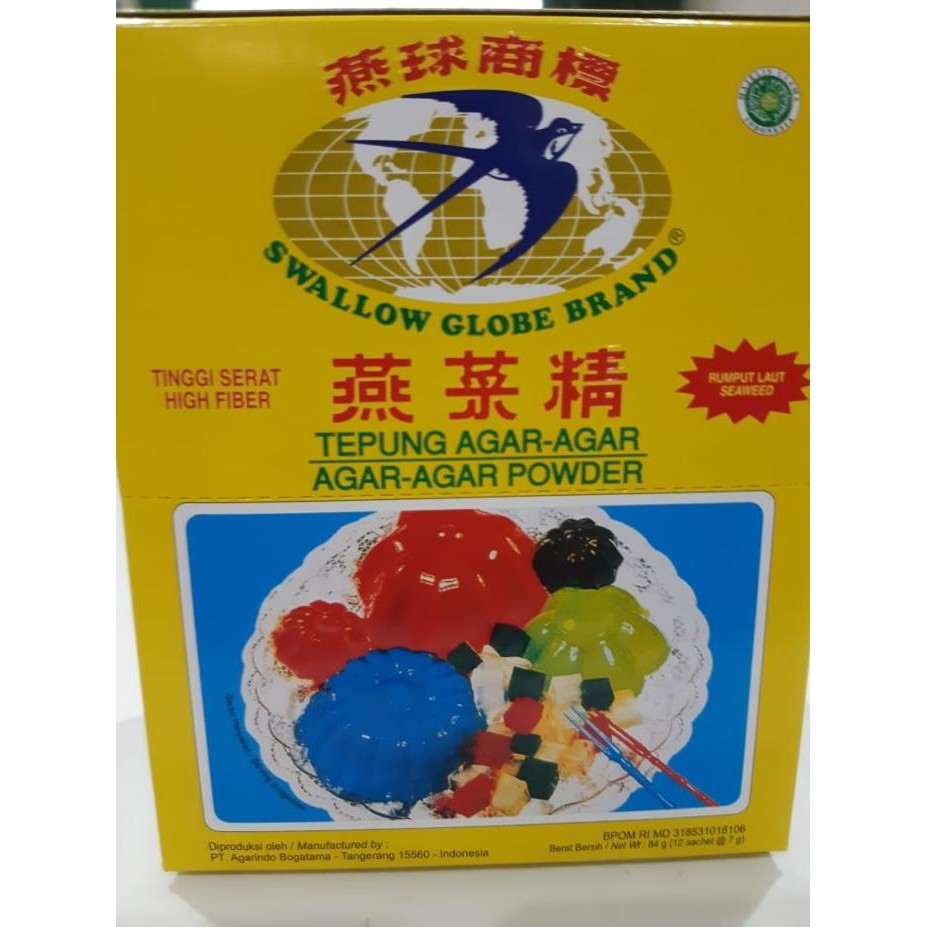 燕球商標
SWALLOW GLOBE BRAND®
TINGGI SERAT
HIGH FIBER
燕菜精
RUMPUT LAUT
SEAWEED
TEPUNG AGAR-AGAR
AGAR-AGAR POWDER
Diproduksi oleh / Manufactured by :
PT. Agarindo Bogatama - Tangerang 15560 - Indonesia
BPOM RI MD 318531018106
Berat Bersih / Net Wt: 84 g (12 sachet @ 7 g)